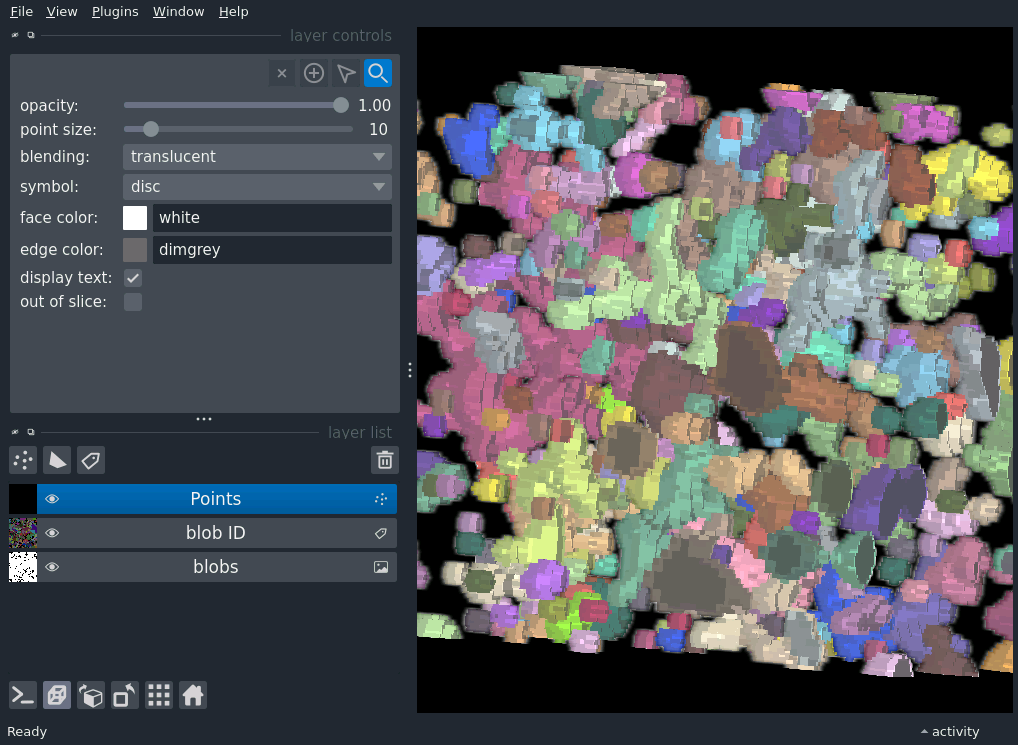 File View Plugins Window Help
layer controls
opacity: 1.00
point size: 10
blending: translucent
symbol: disc
face color: white
edge color: dimgrey
display text:
out of slice:
layer list
Points
blob ID
blobs
Ready
activity